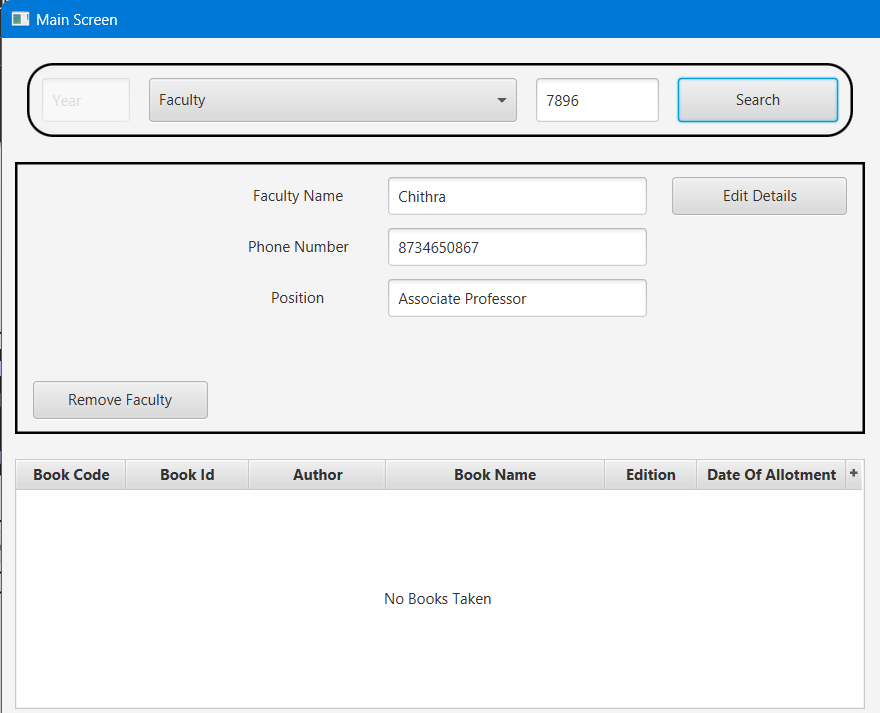 Main Screen
Year Faculty 7896 Search
Faculty Name Chithra Edit Details
Phone Number 8734650867
Position Associate Professor
Remove Faculty
Book Code Book Id Author Book Name Edition Date Of Allotment +
No Books Taken